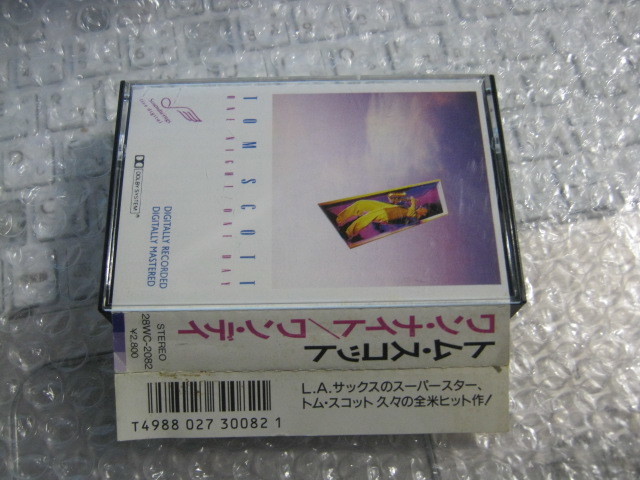 TOM SCOTT
ONE NIGHT / ONE DAY
DOLBY SYSTEM
DIGITALLY RECORDED
DIGITALLY MASTERED
ワン・ナイト/ワン・デイ
トム・スコット
STEREO
28WC-2082
¥2,800
L.A.サックスのスーパースター、
トム・スコット 久々の全米ヒット作!
T4988 027 30082 1